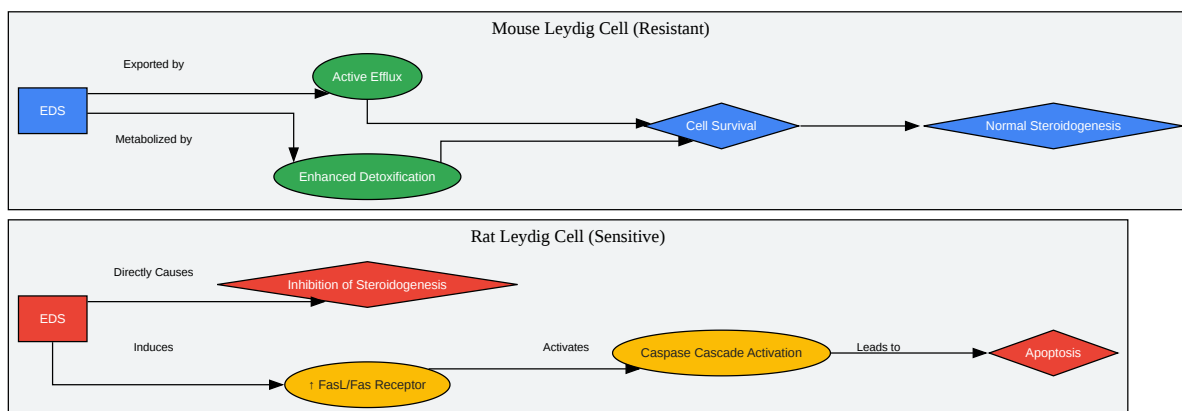 Mouse Leydig Cell (Resistant)
Exported by
Active Efflux
EDS
Cell Survival
Normal Steroidogenesis
Metabolized by
Enhanced Detoxification
Rat Leydig Cell (Sensitive)
Directly Causes
Inhibition of Steroidogenesis
EDS
Induces
Activates
Caspase Cascade Activation
Leads to
Apoptosis
↑ FasL/Fas Receptor